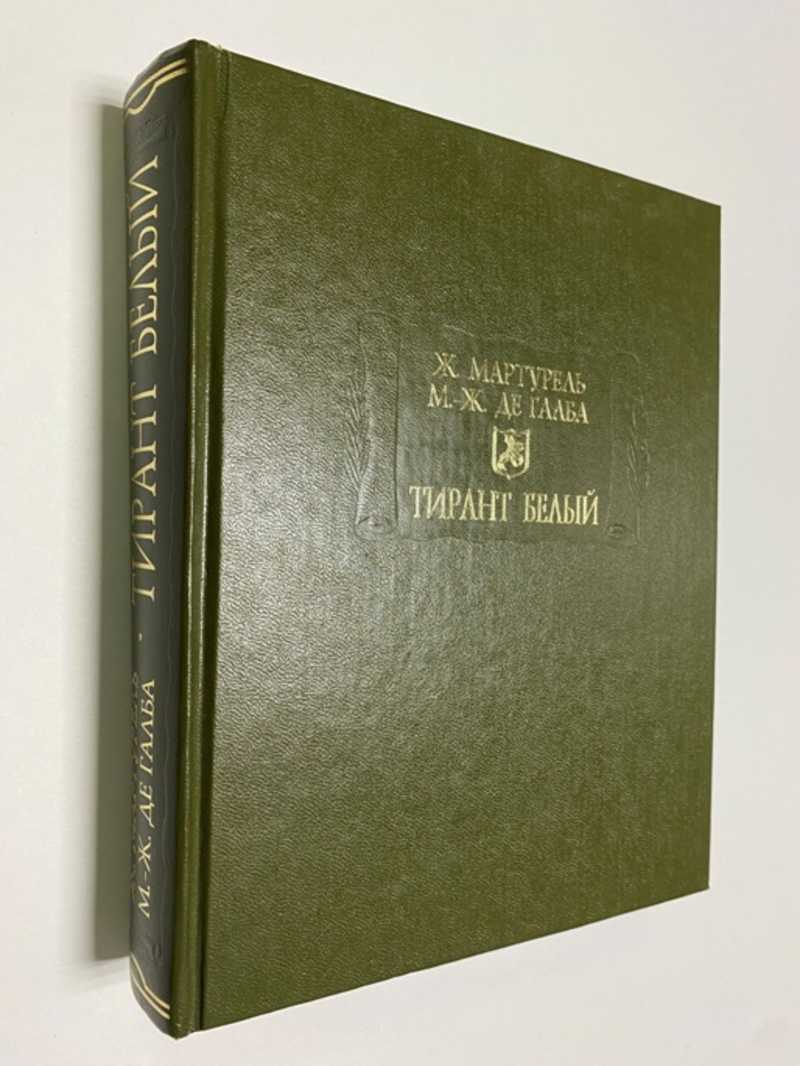 Ж. МАРТУРЕЛЬ
М.-Ж. ДЕ ГАЛБА
ТИРАНТ БЕЛЫЙ
М.-Ж. ДЕ ГАЛБА · ТИРАНТ БЕЛЫЙ